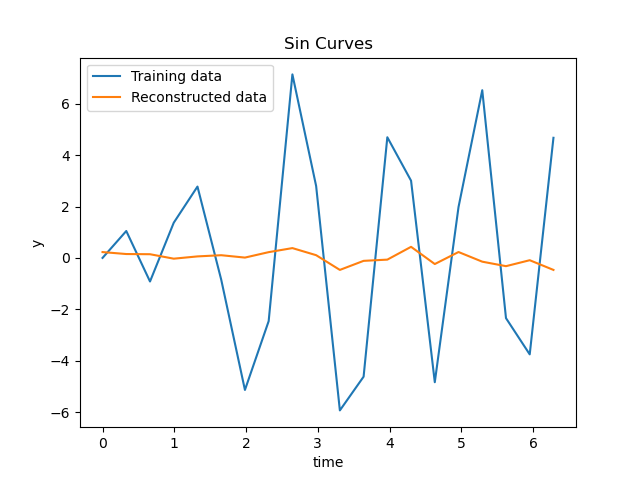 Sin Curves
Training data
Reconstructed data
6
4
2
0
−2
−4
−6
y
0 1 2 3 4 5 6
time